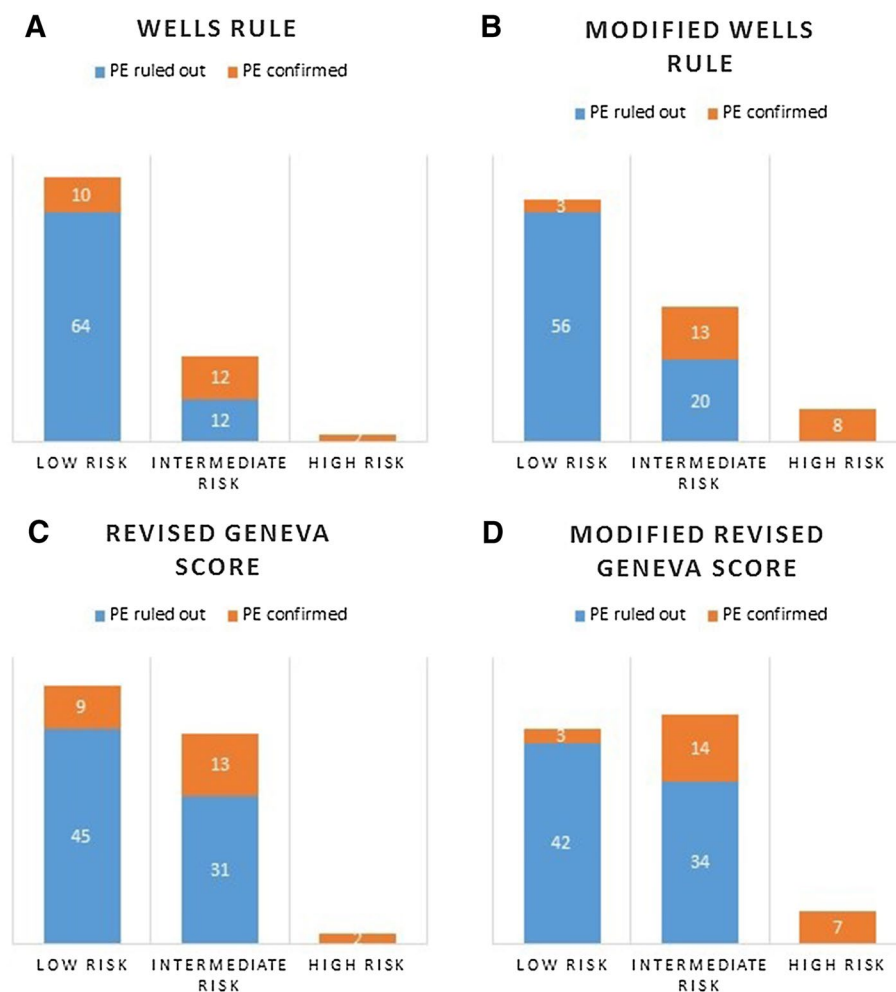 A
WELLS RULE
PE ruled out PE confirmed
10
64
12
12
2
LOW RISK INTERMEDIATE RISK HIGH RISK
B
MODIFIED WELLS
RULE
PE ruled out PE confirmed
3
56
13
20
8
LOW RISK INTERMEDIATE RISK HIGH RISK
C
REVISED GENEVA
SCORE
PE ruled out PE confirmed
9
45
13
31
2
LOW RISK INTERMEDIATE RISK HIGH RISK
D
MODIFIED REVISED
GENEVA SCORE
PE ruled out PE confirmed
3
42
14
34
7
LOW RISK INTERMEDIATE RISK HIGH RISK